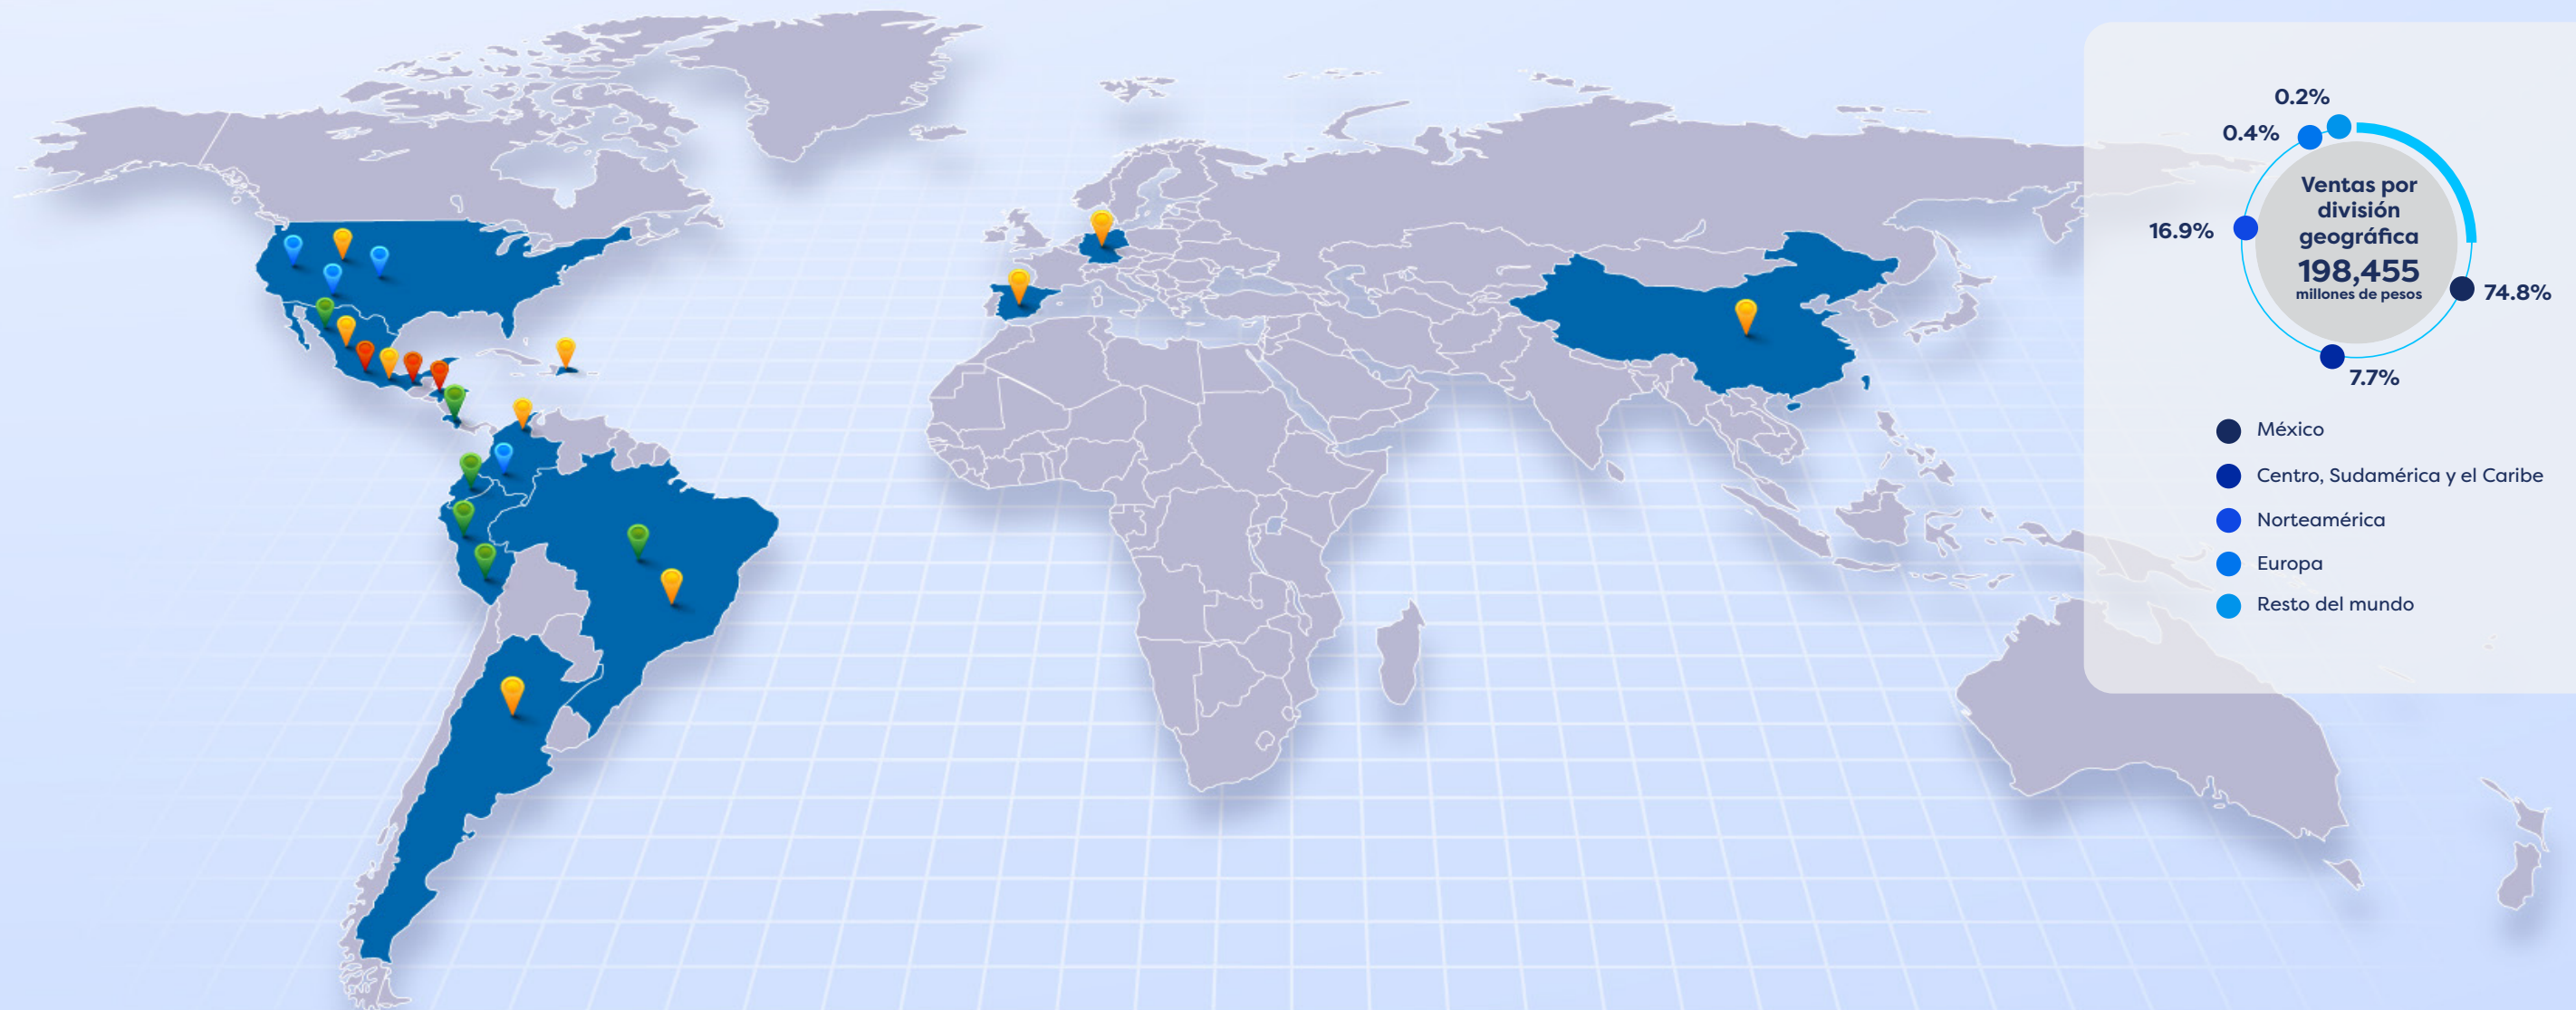 0.2%
0.4%
Ventas por
división
geográfica
198,455
millones de pesos
16.9%
74.8%
7.7%
México
Centro, Sudamérica y el Caribe
Norteamérica
Europa
Resto del mundo